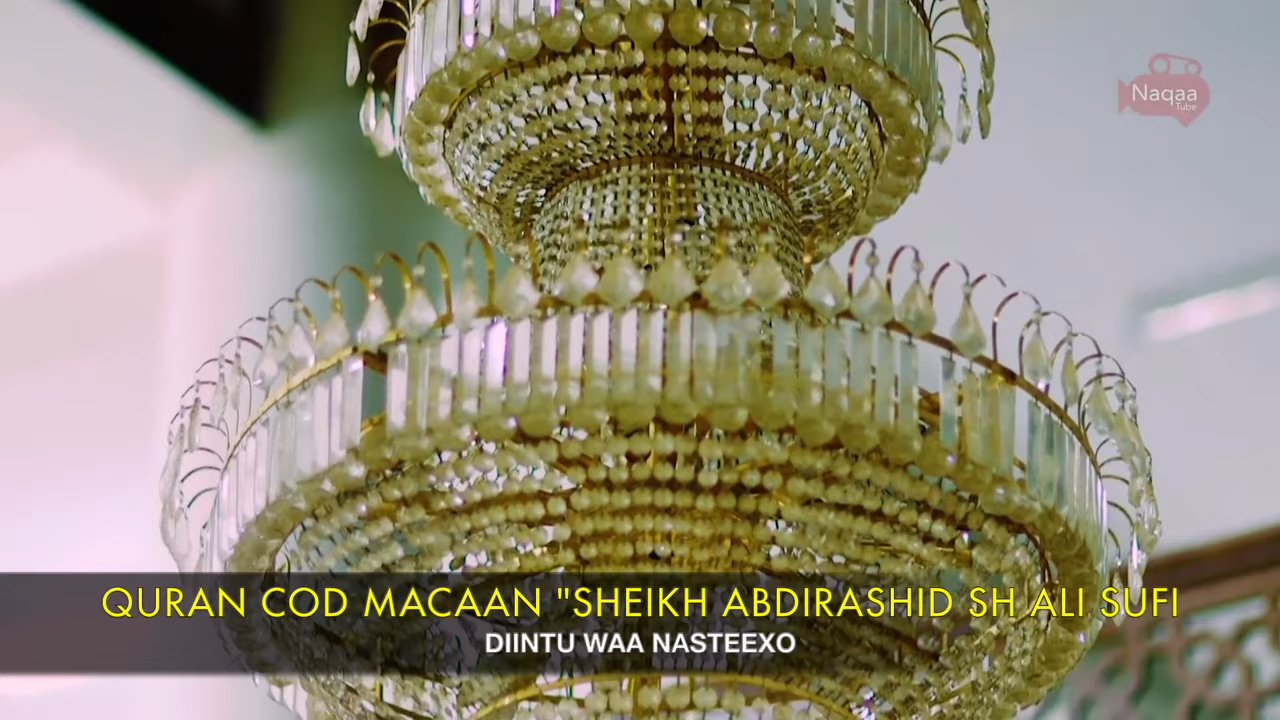 Naqaa
Tube
QURAN COD MACAAN "SHEIKH ABDIRASHID SH ALI SUFI
DIINTU WAA NASTEEXO